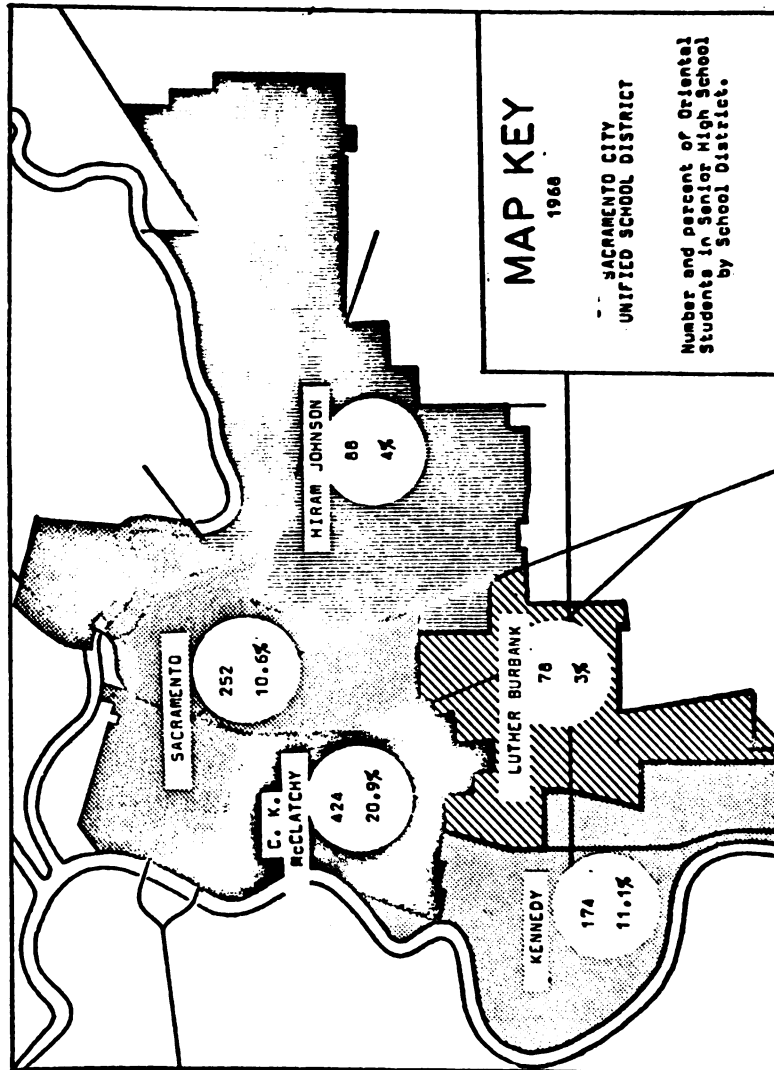 SACRAMENTO
252
10.6%
HIRAM JOHNSON
88
4%
C. K.
McCLATCHY
424
20.9%
LUTHER BURBANK
78
3%
KENNEDY
174
11.1%
MAP KEY
1968
SACRAMENTO CITY
UNIFIED SCHOOL DISTRICT
Number and percent of Oriental
Students in Senior High School
by School District.